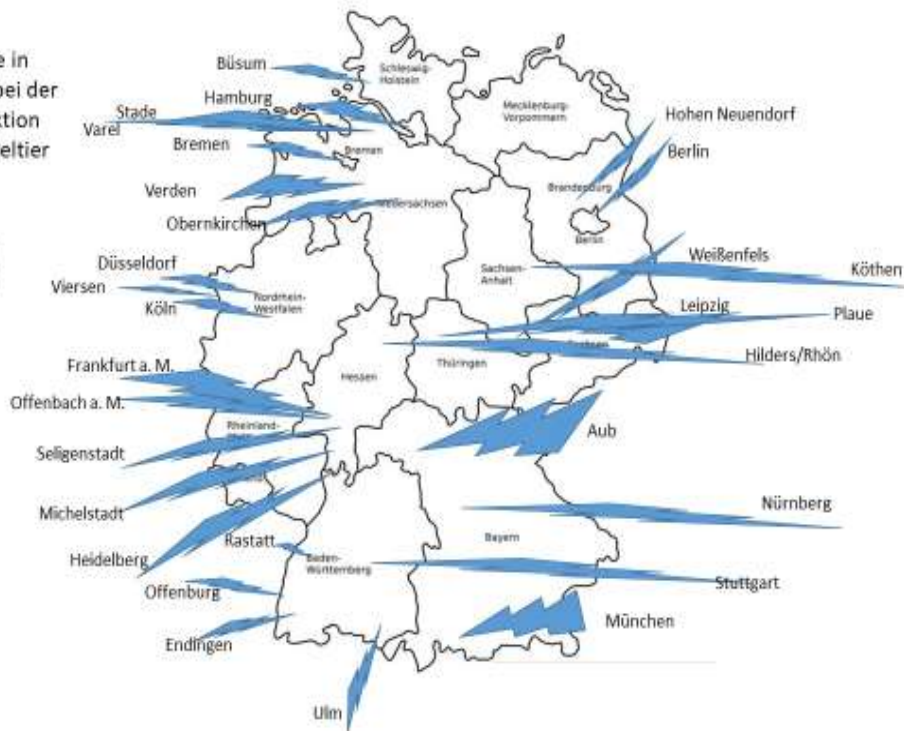 e in
bei der
ction
eltier
Büsum
Schleswig-
Holstein
Hamburg
Mecklenburg-
Vorpommern
Stade
Varel
Hohen Neuendorf
Bremen
Bremen
Berlin
Verden
Brandenburg
Niedersachsen
Obernkirchen
Berlin
Weißenfels
Düsseldorf
Sachsen-
Anhalt
Köthen
Viersen
Nordrhein-
Westfalen
Köln
Leipzig
Plaue
Hilders/Rhön
Frankfurt a. M.
Thüringen
Hessen
Offenbach a. M.
Rheinland-
Aub
Seligenstadt
Michelstadt
Nürnberg
Rastatt
Bayern
Heidelberg
Baden-
Württemberg
Stuttgart
Offenburg
München
Endingen
Ulm